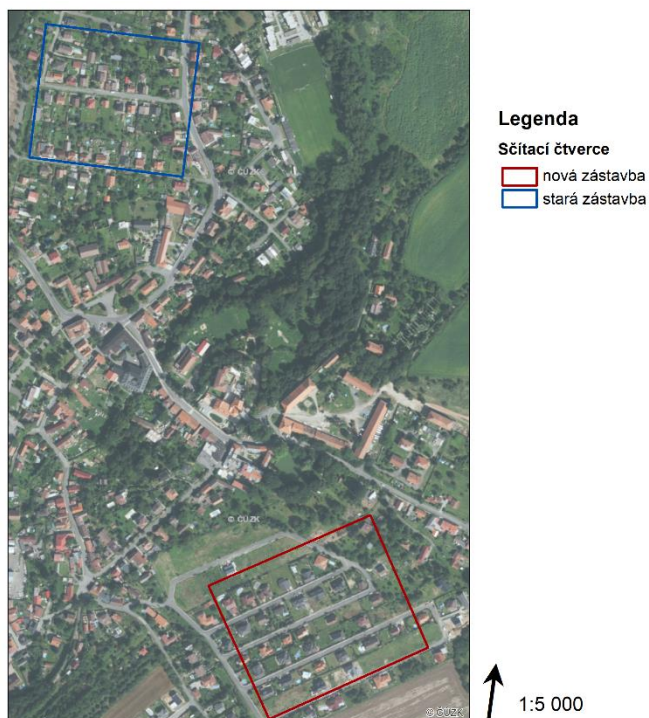 Legenda
Sčítací čtverce
nová zástavba
stará zástavba
© ČÚZK
© ČÚZK
© ČÚZK
1:5 000